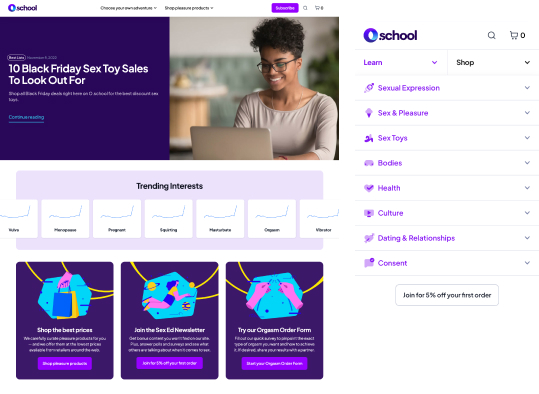 school
Choose your own adventure
Shop pleasure products
Subscribe
0
Best Lists
November 8, 2022
10 Black Friday Sex Toy Sales
To Look Out For
Shop all Black Friday deals right here on O.school for the best discount sex
toys.
Continue reading
Trending Interests
Vulva
Menopause
Pregnant
Squirting
Masturbate
Orgasm
Vibrator
Shop the best prices
We carefully curate pleasure products for you
— and we offer them at the lowest prices
available from retailers around the web.
Shop pleasure products
Join the Sex Ed Newsletter
Get bonus content you won't find on our site.
Plus, answer polls and surveys and see what
others are talking about when it comes to sex.
Join for 5% off your first order
Try our Orgasm Order Form
Fill out our quick survey to pinpoint the exact
type of orgasm you want and how to achieve
it. If desired, share your results with a partner.
Start your Orgasm Order Form
school
0
Learn
Shop
Sexual Expression
Sex & Pleasure
Sex Toys
Bodies
Health
Culture
Dating & Relationships
Consent
Join for 5% off your first order